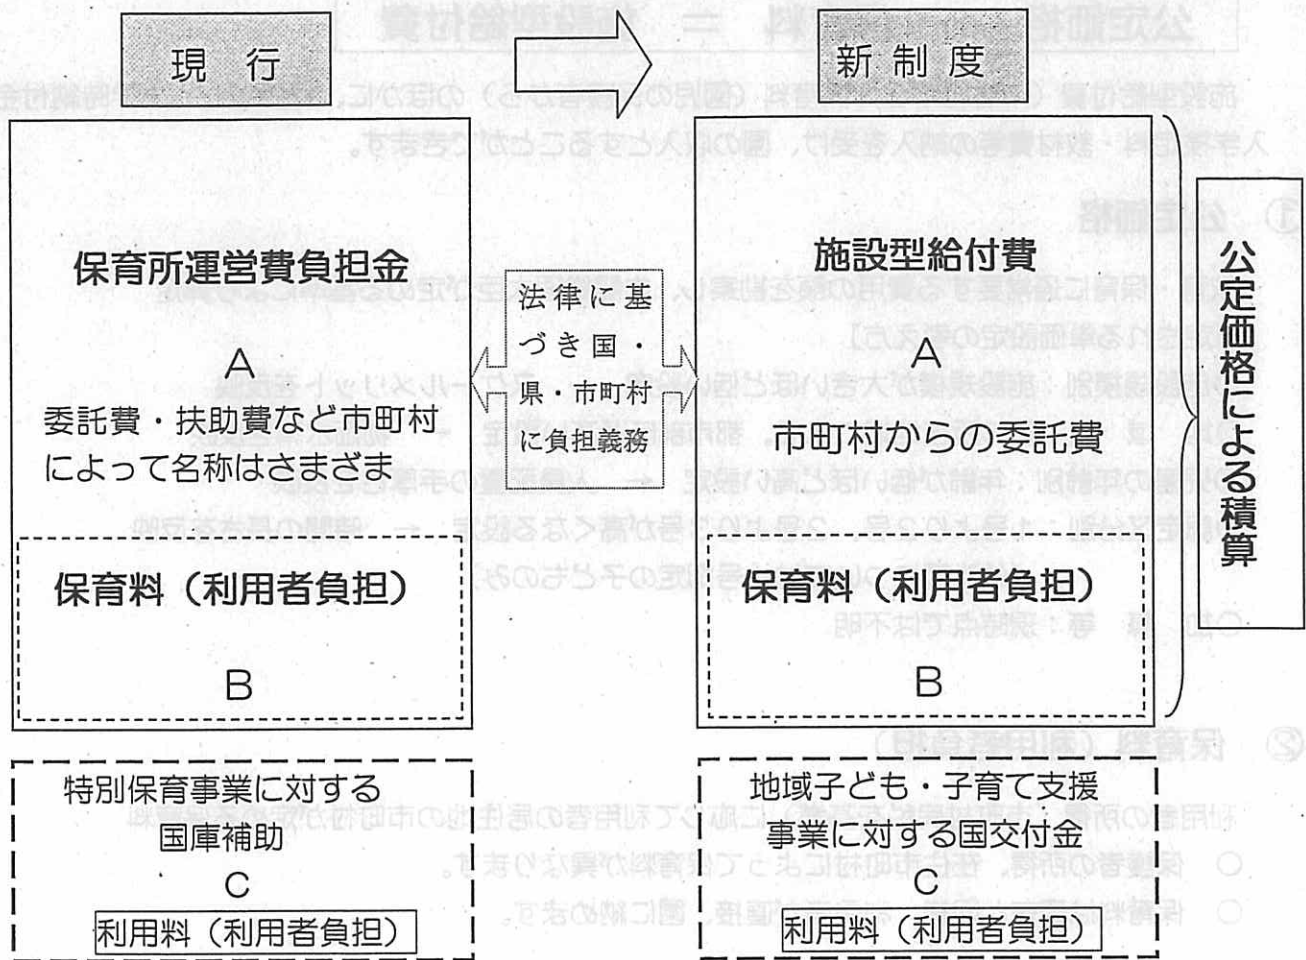 現 行
新 制 度
保育所運営費負担金
A
委託費・扶助費など市町村
によって名称はさまざま
保育料（利用者負担）
B
法律に基
づき国・
県・市町村
に負担義務
施設型給付費
A
市町村からの委託費
保育料（利用者負担）
B
公定価格による積算
特別保育事業に対する
国庫補助
C
利用料（利用者負担）
地域子ども・子育て支援
事業に対する国交付金
C
利用料（利用者負担）